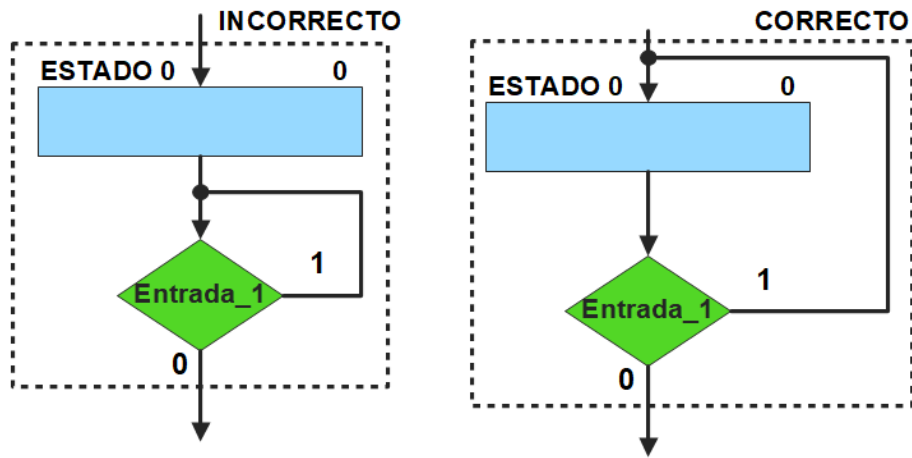 INCORRECTO
ESTADO 0 0
Entrada_1
1
0
CORRECTO
ESTADO 0 0
Entrada_1
1
0